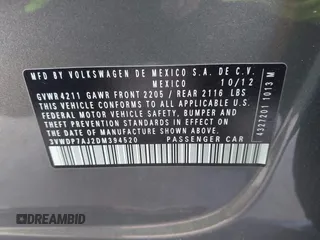 MFD BY VOLKSWAGEN DE MEXICO S.A. DE C.V.
MEXICO 10/12
GVWR4211 GAWR FRONT 2205 / REAR 2116 LBS
THIS VEHICLE CONFORMS TO ALL APPLICABLE U.S.
FEDERAL MOTOR VEHICLE SAFETY, BUMPER, AND
THEFT PREVENTION STANDARDS IN EFFECT ON THE
DATE OF MANUFACTURE SHOWN ABOVE.
3VWDP7AJ2DM394520 PASSENGER CAR
43272011013M
DREAMBID